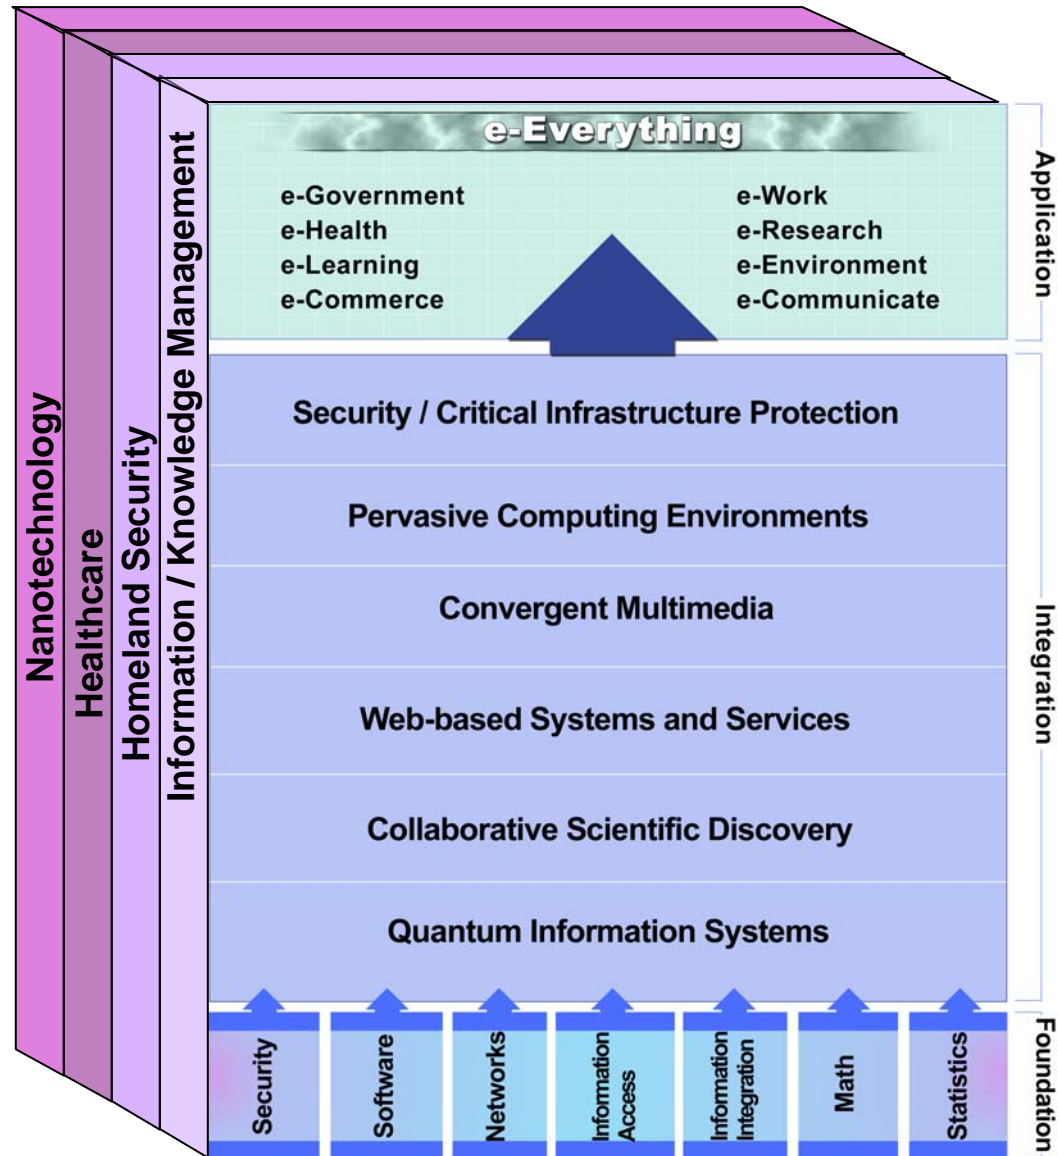 Nanotechnology
Healthcare
Homeland Security
Information / Knowledge Management
e-Everything
e-Government
e-Health
e-Learning
e-Commerce
e-Work
e-Research
e-Environment
e-Communicate
Application
Security / Critical Infrastructure Protection
Pervasive Computing Environments
Convergent Multimedia
Web-based Systems and Services
Collaborative Scientific Discovery
Quantum Information Systems
Integration
Security
Software
Networks
Information
Access
Information
Integration
Math
Statistics
Foundation